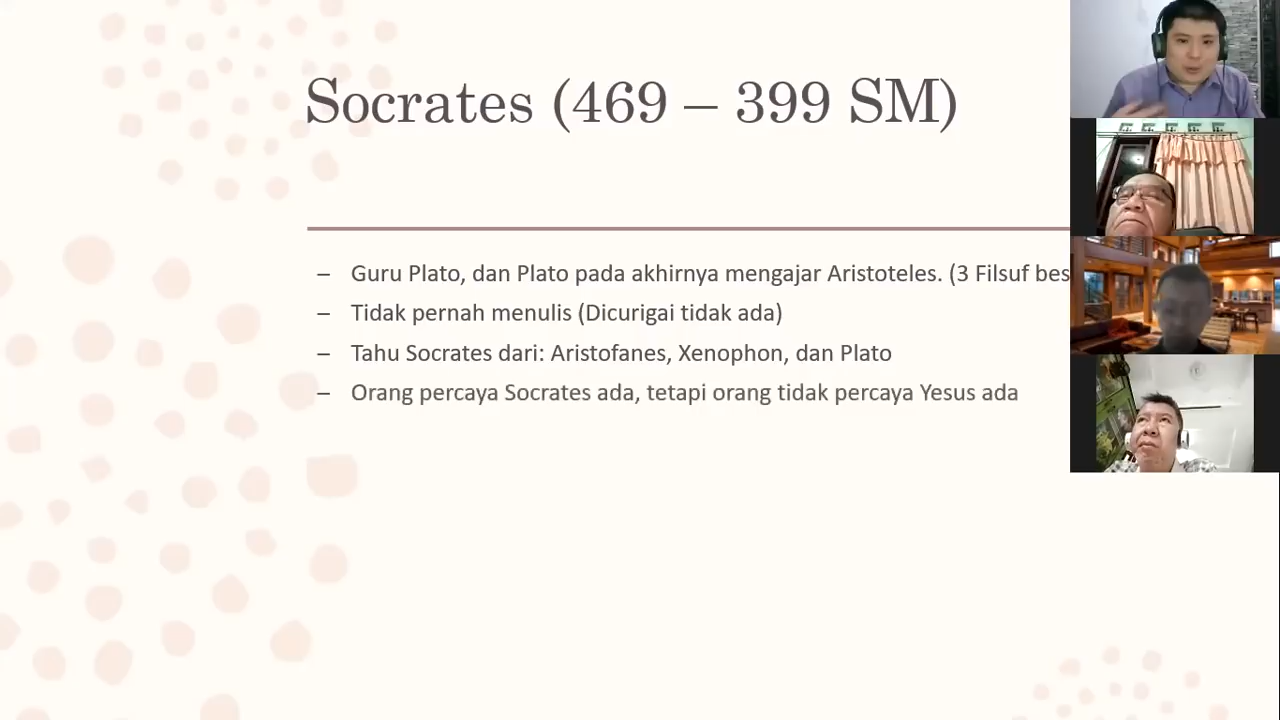 Socrates (469 – 399 SM)
– Guru Plato, dan Plato pada akhirnya mengajar Aristoteles. (3 Filsuf bes
– Tidak pernah menulis (Dicurigai tidak ada)
– Tahu Socrates dari: Aristofanes, Xenophon, dan Plato
– Orang percaya Socrates ada, tetapi orang tidak percaya Yesus ada